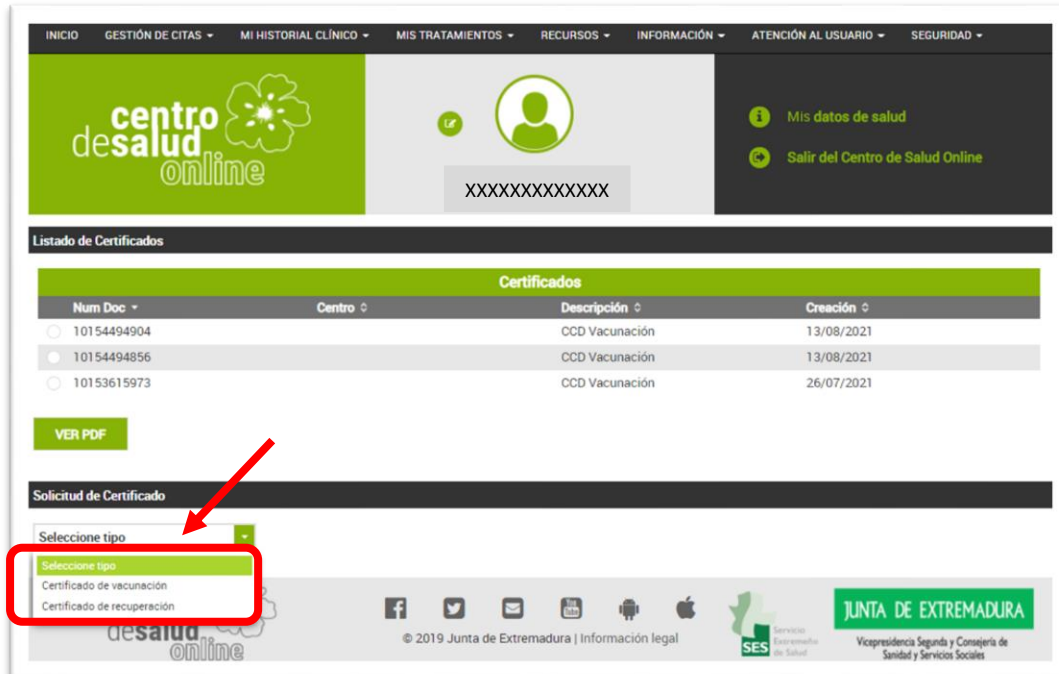 INICIO GESTIÓN DE CITAS MI HISTORIAL CLÍNICO MIS TRATAMIENTOS RECURSOS INFORMACIÓN ATENCIÓN AL USUARIO SEGURIDAD
centro
desalud
online
XXXXXXXXXXXXX
Mis datos de salud
Salir del Centro de Salud Online
Listado de Certificados
Certificados
Num Doc Centro Descripción Creación
10154494904 CCD Vacunación 13/08/2021
10154494856 CCD Vacunación 13/08/2021
10153615973 CCD Vacunación 26/07/2021
VER PDF
Solicitud de Certificado
Seleccione tipo
Seleccione tipo
Certificado de vacunación
Certificado de recuperación
desalud
online
You Tube
© 2019 Junta de Extremadura | Información legal
SES
Servicio
Extremeño
de Salud
JUNTA DE EXTREMADURA
Vicepresidencia Segunda y Consejería de
Sanidad y Servicios Sociales